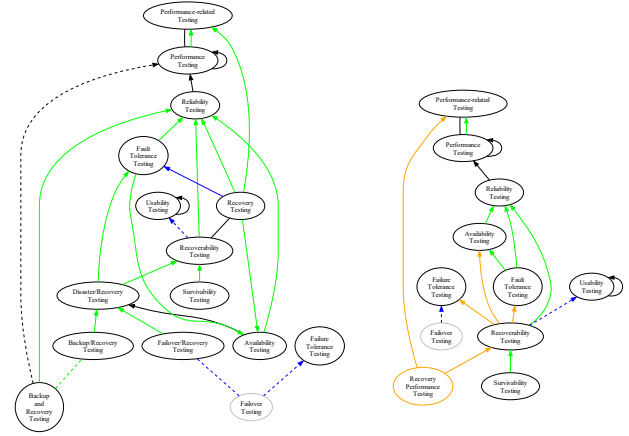 Performance-related
Testing
Performance
Testing
Reliability
Testing
Fault
Tolerance
Testing
Usability
Testing
Recovery
Testing
Recoverability
Testing
Disaster/Recovery
Testing
Survivability
Testing
Backup/Recovery
Testing
Failover/Recovery
Testing
Availability
Testing
Failure
Tolerance
Testing
Backup
and
Recovery
Testing
Failover
Testing
Performance-related
Testing
Performance
Testing
Reliability
Testing
Availability
Testing
Failure
Tolerance
Testing
Fault
Tolerance
Testing
Usability
Testing
Failover
Testing
Recoverability
Testing
Recovery
Performance
Testing
Survivability
Testing